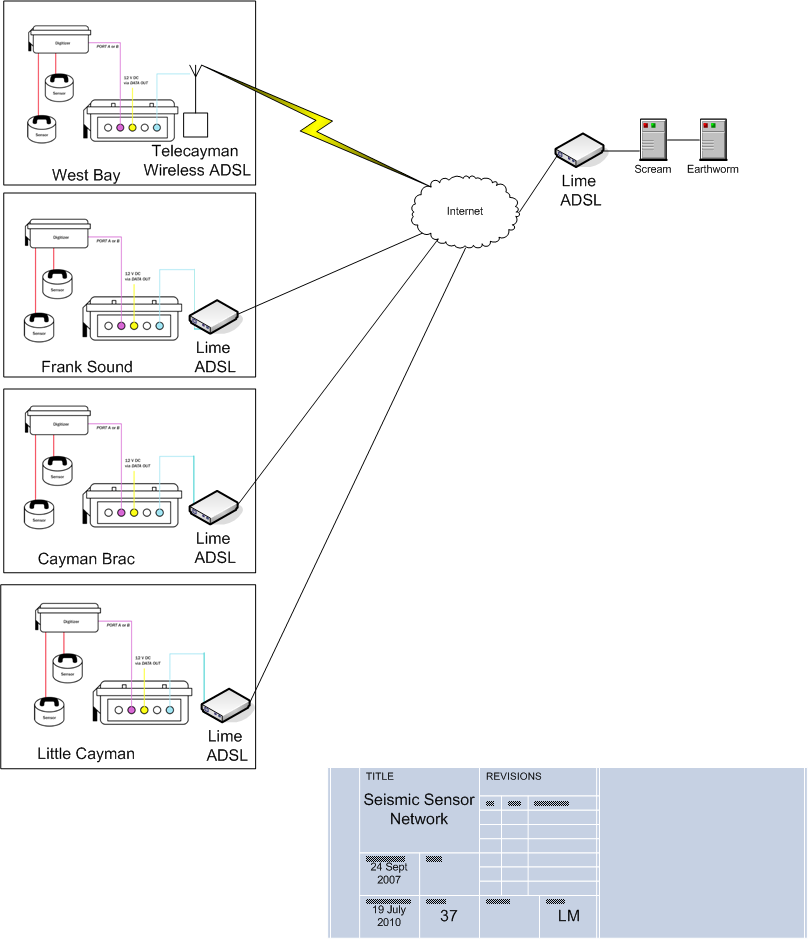 Digitizer
PORT A or B
12 V DC
via DATA OUT
Sensor
Sensor
Telecayman
Wireless ADSL
West Bay
Digitizer
PORT A or B
12 V DC
via DATA OUT
Sensor
Sensor
Lime
ADSL
Frank Sound
Digitizer
PORT A or B
12 V DC
via DATA OUT
Sensor
Sensor
Lime
ADSL
Cayman Brac
Digitizer
PORT A or B
12 V DC
via DATA OUT
Sensor
Sensor
Lime
ADSL
Little Cayman
Internet
Lime
ADSL
Scream
Earthworm
TITLE
Seismic Sensor
Network
REVISIONS
24 Sept
2007
19 July
2010
37
LM